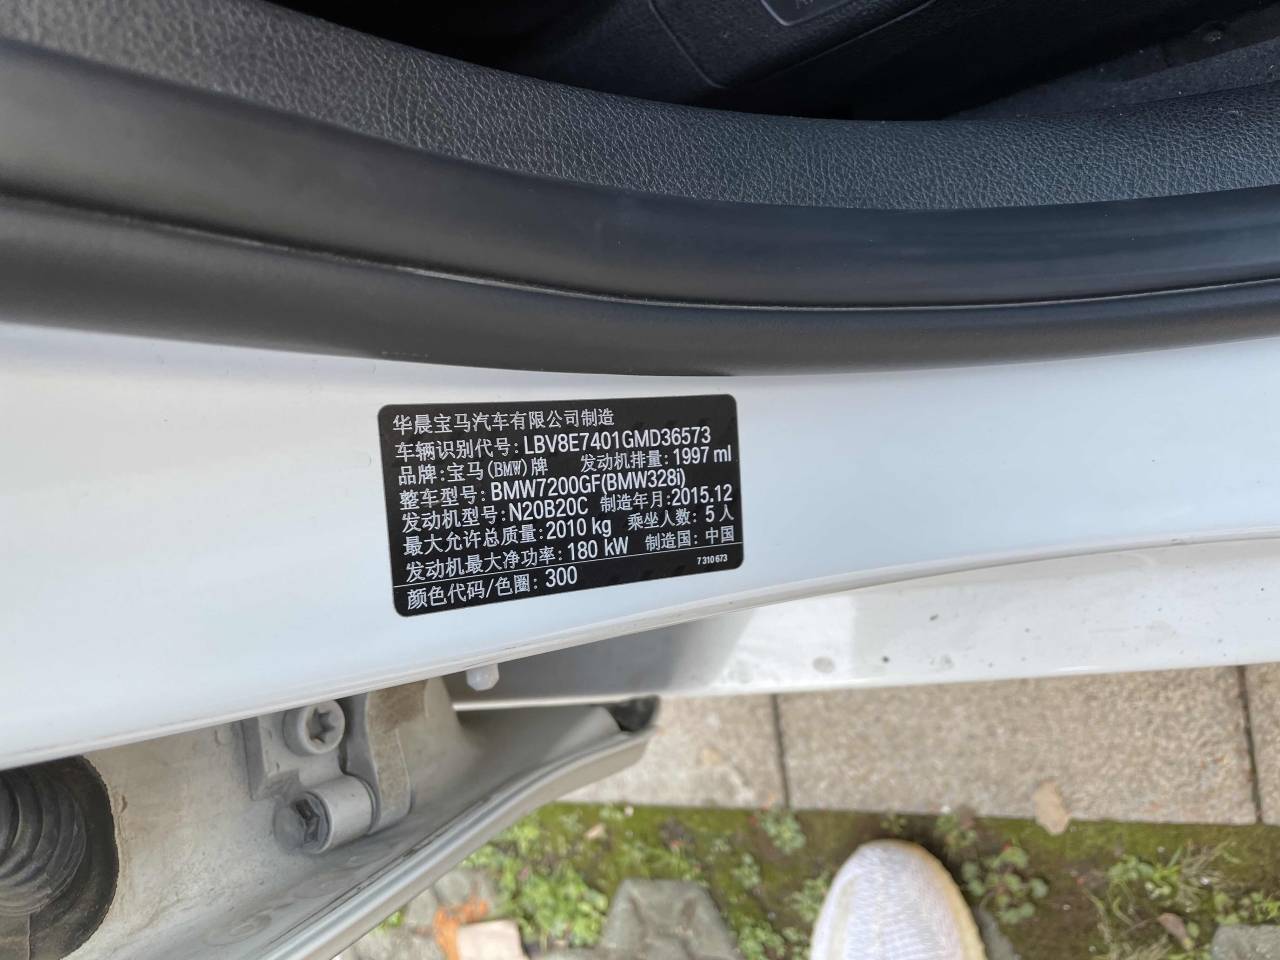 华晨宝马汽车有限公司制造
车辆识别代号: LBV8E7401GMD36573
品牌: 宝马(BMW)牌 发动机排量: 1997 ml
整车型号: BMW7200GF(BMW328i)
发动机型号: N20B20C 制造年月: 2015.12
最大允许总质量: 2010 kg 乘坐人数: 5 人
发动机最大净功率: 180 kW 制造国: 中国
颜色代码/色圈: 300 7 310 673